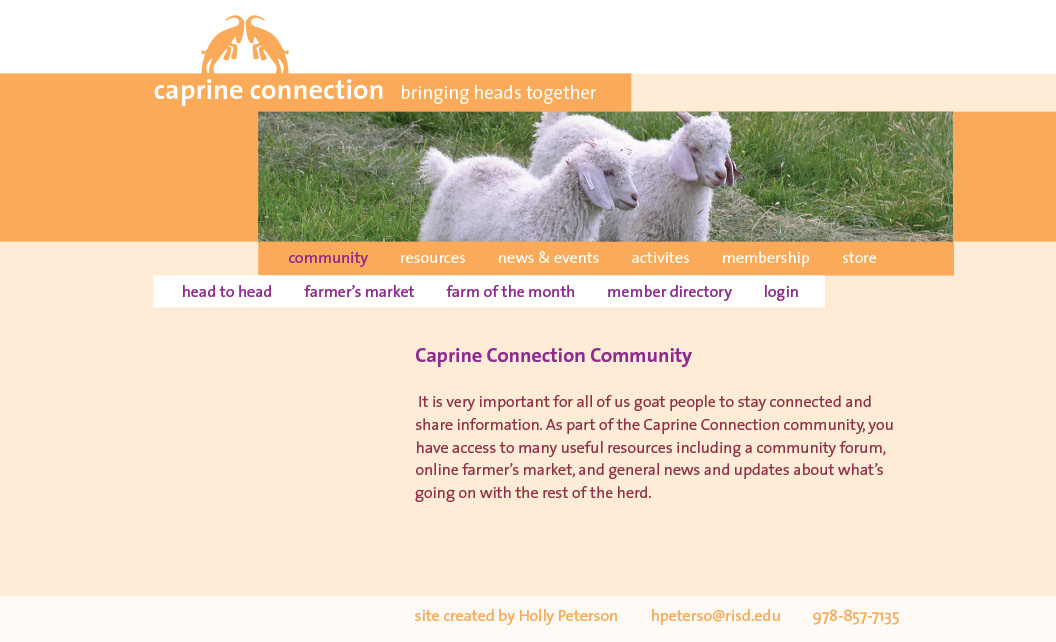 caprine connection bringing heads together
community resources news & events activites membership store
head to head farmer's market farm of the month member directory login
Caprine Connection Community
It is very important for all of us goat people to stay connected and
share information. As part of the Caprine Connection community, you
have access to many useful resources including a community forum,
online farmer's market, and general news and updates about what's
going on with the rest of the herd.
site created by Holly Peterson hpeterso@risd.edu 978-857-7135